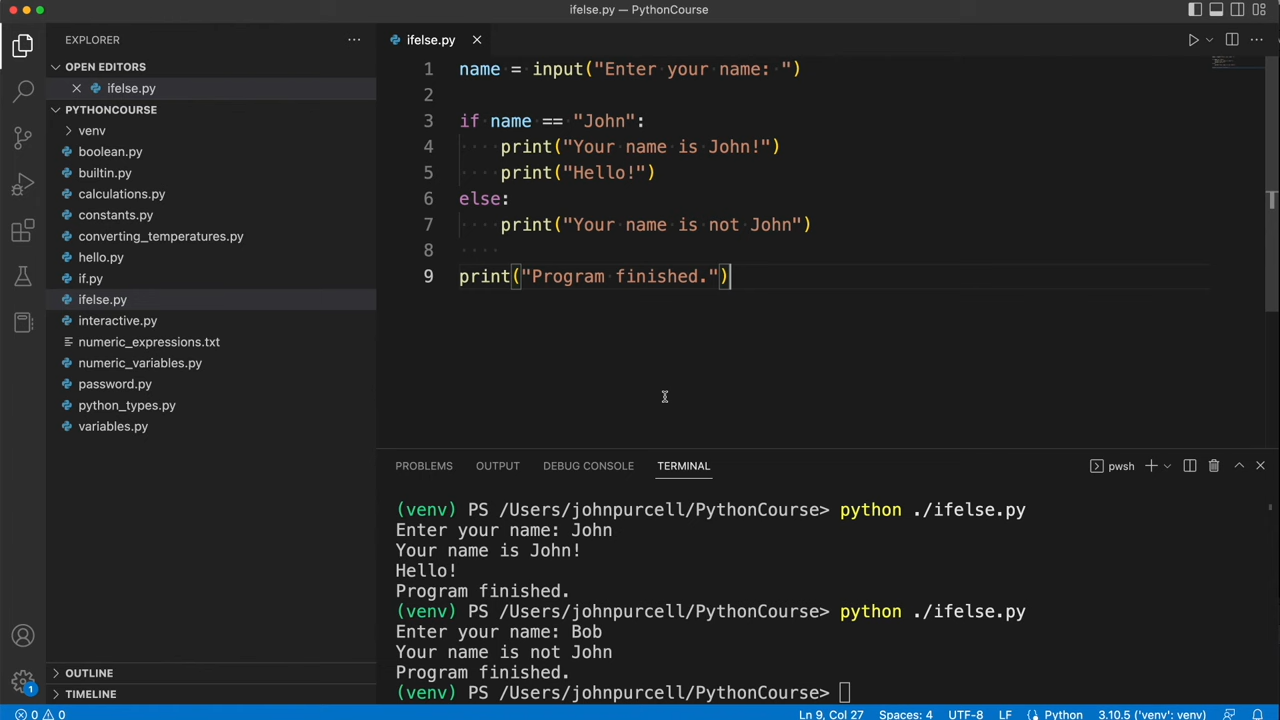 ifelse.py — PythonCourse
EXPLORER
OPEN EDITORS
ifelse.py
PYTHONCOURSE
venv
boolean.py
builtin.py
calculations.py
constants.py
converting_temperatures.py
hello.py
if.py
ifelse.py
interactive.py
numeric_expressions.txt
numeric_variables.py
password.py
python_types.py
variables.py
OUTLINE
TIMELINE
ifelse.py
1 name = input("Enter your name: ")
2
3 if name == "John":
4     print("Your name is John!")
5     print("Hello!")
6 else:
7     print("Your name is not John")
8
9 print("Program finished.")
PROBLEMS OUTPUT DEBUG CONSOLE TERMINAL pwsh
(venv) PS /Users/johnpurcell/PythonCourse> python ./ifelse.py
Enter your name: John
Your name is John!
Hello!
Program finished.
(venv) PS /Users/johnpurcell/PythonCourse> python ./ifelse.py
Enter your name: Bob
Your name is not John
Program finished.
(venv) PS /Users/johnpurcell/PythonCourse>
1
0 0 Ln 9, Col 27 Spaces: 4 UTF-8 LF Python 3.10.5 ('venv': venv)